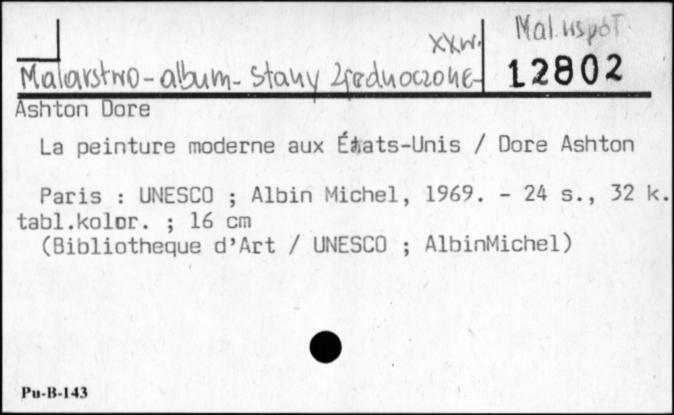 Mal. współ.
XXw.
Malarstwo - album - Stany Zjednoczone -
12802
Ashton Dore
La peinture moderne aux États-Unis / Dore Ashton
Paris : UNESCO ; Albin Michel, 1969. - 24 s., 32 k.
tabl.kolor. ; 16 cm
(Bibliotheque d'Art / UNESCO ; AlbinMichel)
Pu-B-143